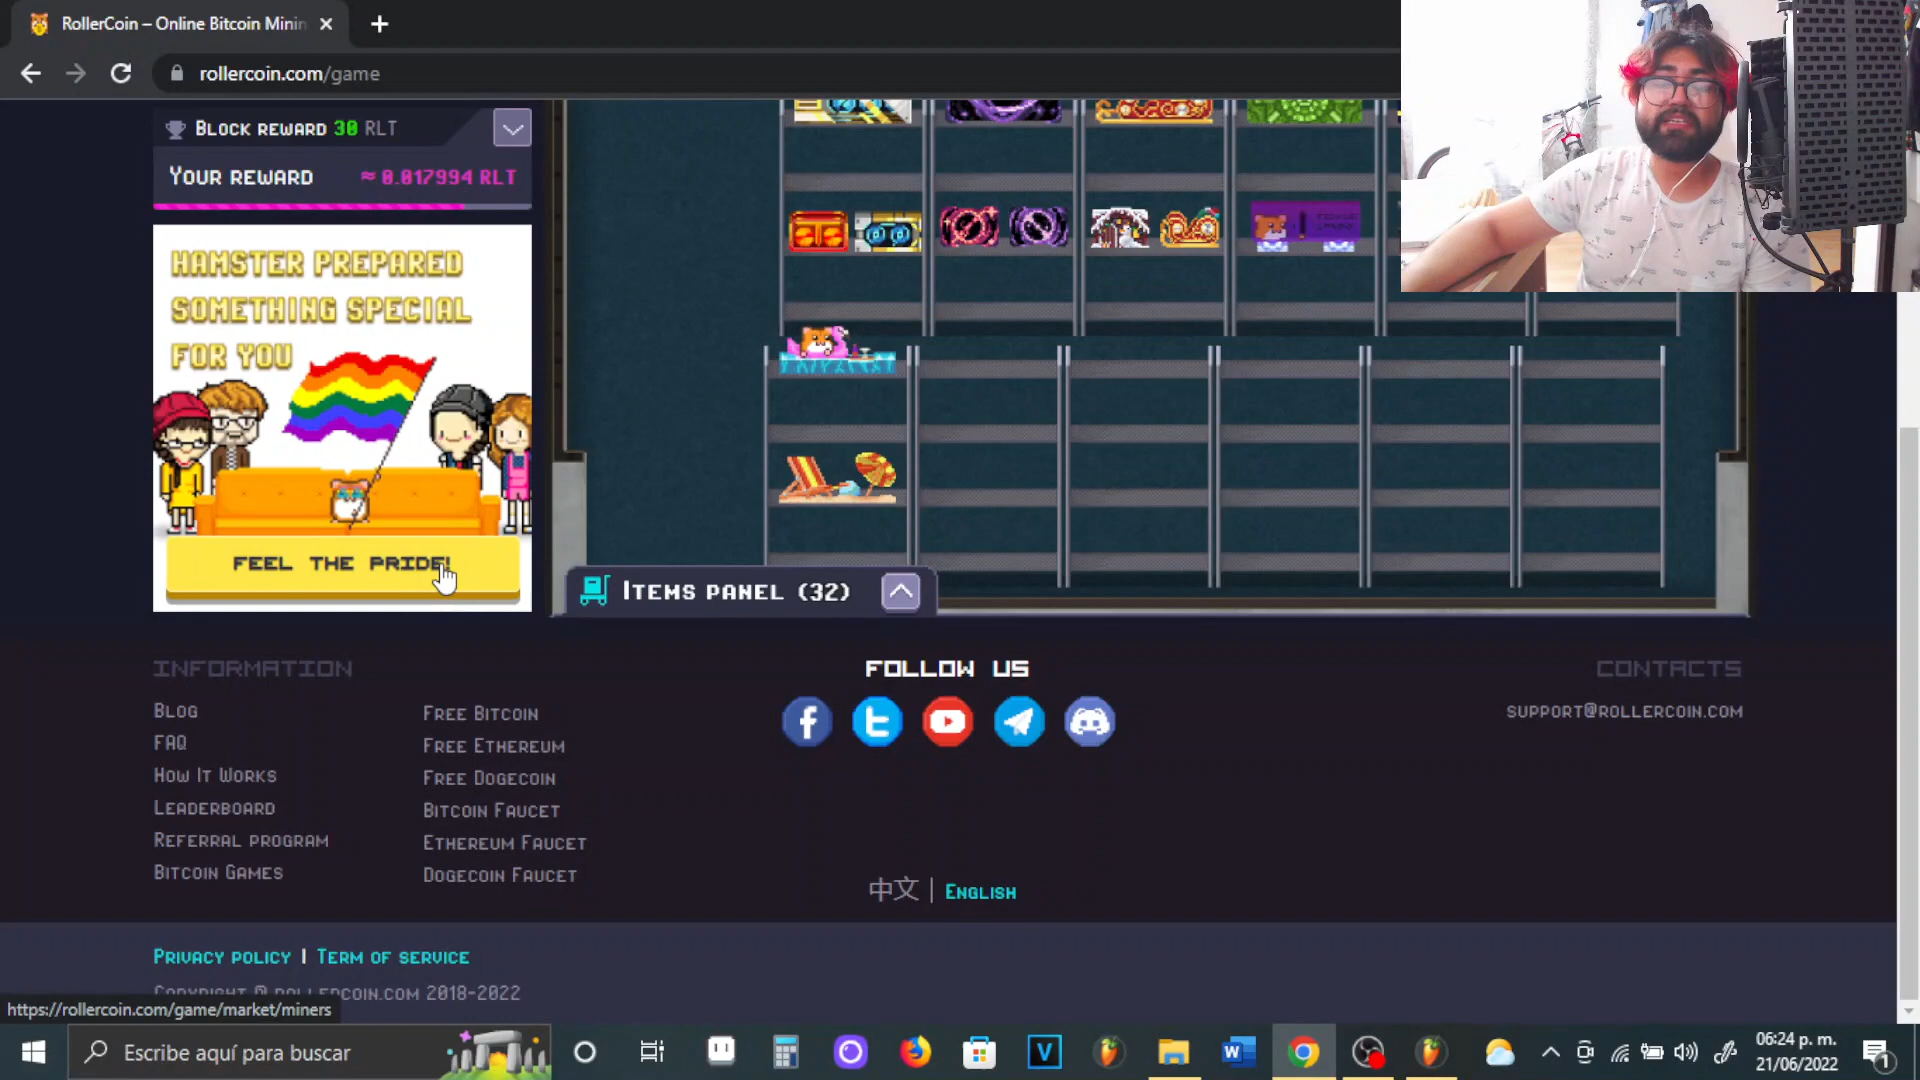 RollerCoin – Online Bitcoin Minin
rollercoin.com/game
BLOCK REWARD 30 RLT
YOUR REWARD ≈ 0.017994 RLT
HAMSTER PREPARED
SOMETHING SPECIAL
FOR YOU
FEEL THE PRIDE!
ITEMS PANEL (32)
INFORMATION
BLOG
FAQ
HOW IT WORKS
LEADERBOARD
REFERRAL PROGRAM
BITCOIN GAMES
FREE BITCOIN
FREE ETHEREUM
FREE DOGECOIN
BITCOIN FAUCET
ETHEREUM FAUCET
DOGECOIN FAUCET
FOLLOW US
中文 | ENGLISH
CONTACTS
SUPPORT@ROLLERCOIN.COM
PRIVACY POLICY | TERM OF SERVICE
COPYRIGHT @ ROLLERCOIN.COM 2018-2022
https://rollercoin.com/game/market/miners
Escribe aquí para buscar
06:24 p. m.
21/06/2022
1